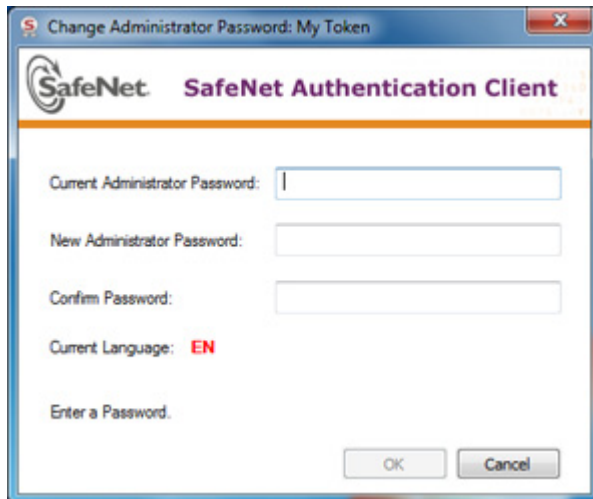 Change Administrator Password: My Token
SafeNet. SafeNet Authentication Client
Current Administrator Password:
New Administrator Password:
Confirm Password:
Current Language: EN
Enter a Password.
OK Cancel